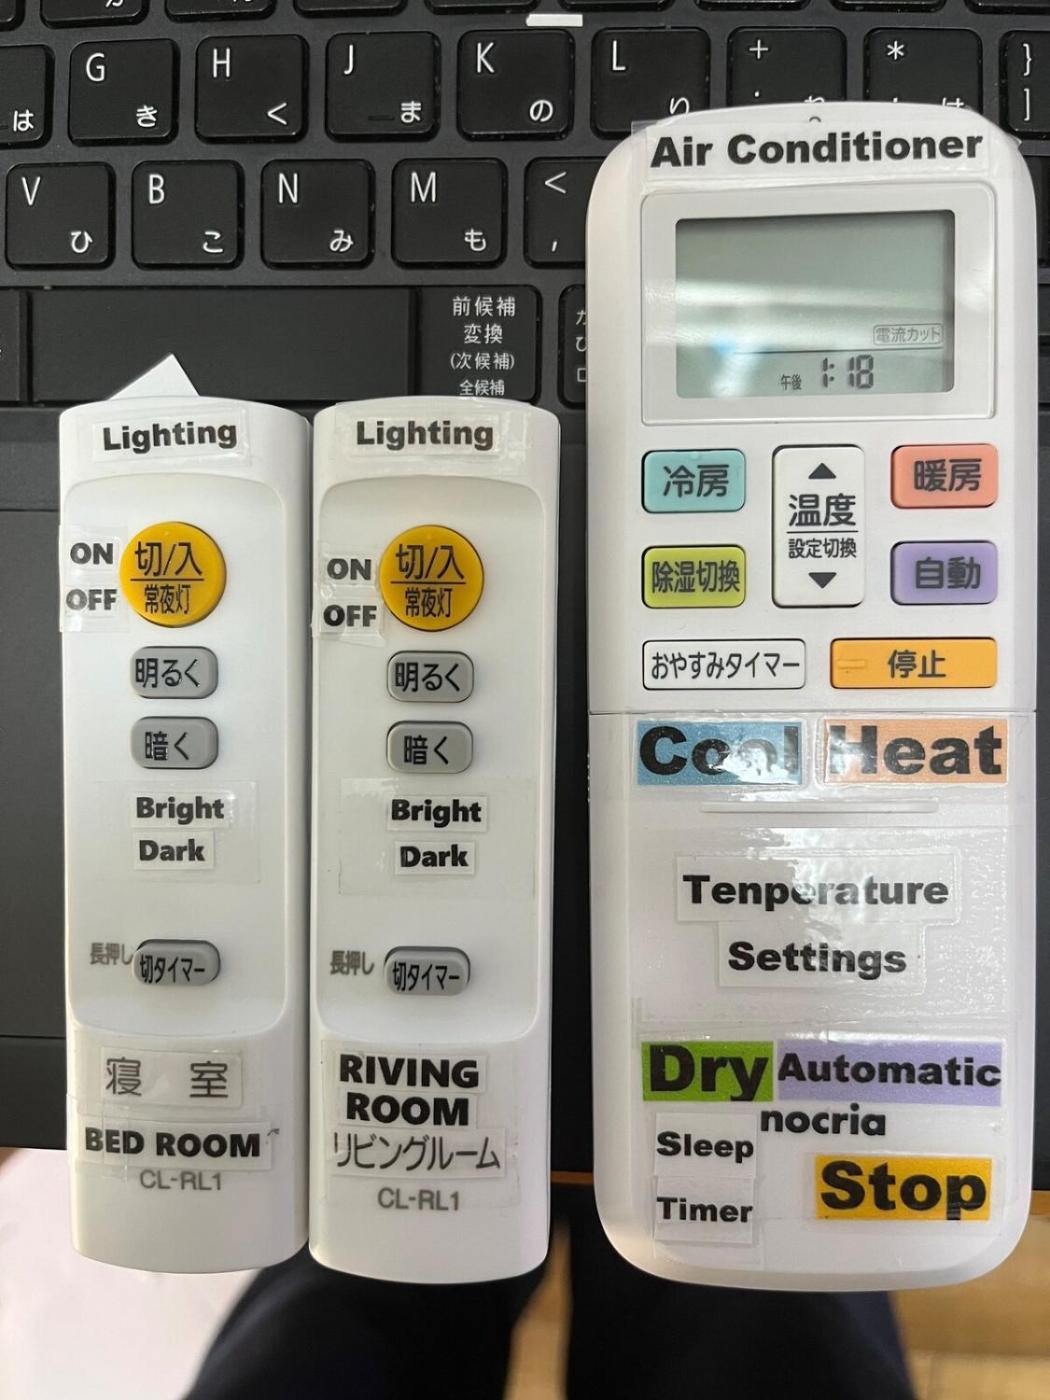 G
き
H
く
J
ま
K
の
L
り
+
*
}
]
は
V
ひ
B
こ
N
み
M
も
<
,
前候補
変換
(次候補)
全候補
Lighting
ON
OFF
切/入
常夜灯
明るく
暗く
Bright
Dark
長押し
切タイマー
寝 室
BED ROOM
CL-RL1
Lighting
ON
OFF
切/入
常夜灯
明るく
暗く
Bright
Dark
長押し
切タイマー
RIVING
ROOM
リビングルーム
CL-RL1
Air Conditioner
電流カット
午後 1:18
冷房
温度
設定切換
暖房
除湿切換
自動
おやすみタイマー
停止
Cool Heat
Tenperature
Settings
Dry Automatic
nocria
Sleep
Timer
Stop